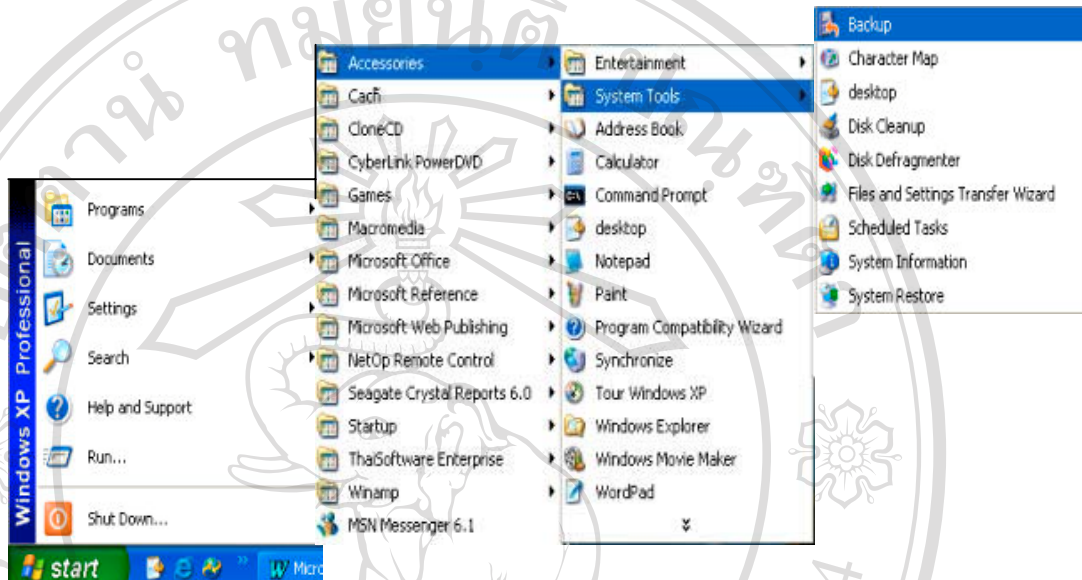 Windows XP Professional
Programs
Documents
Settings
Search
Help and Support
Run...
Shut Down...
start
W Micro
Accessories
CloneCD
CyberLink PowerDVD
Games
Macromedia
Microsoft Office
Microsoft Reference
Microsoft Web Publishing
NetOp Remote Control
Seagate Crystal Reports 6.0
Startup
ThaiSoftware Enterprise
Winamp
MSN Messenger 6.1
Entertainment
System Tools
Address Book
Calculator
Command Prompt
desktop
Notepad
Paint
Program Compatibility Wizard
Synchronize
Tour Windows XP
Windows Explorer
Windows Movie Maker
WordPad
Backup
Character Map
desktop
Disk Cleanup
Disk Defragmenter
Files and Settings Transfer Wizard
Scheduled Tasks
System Information
System Restore